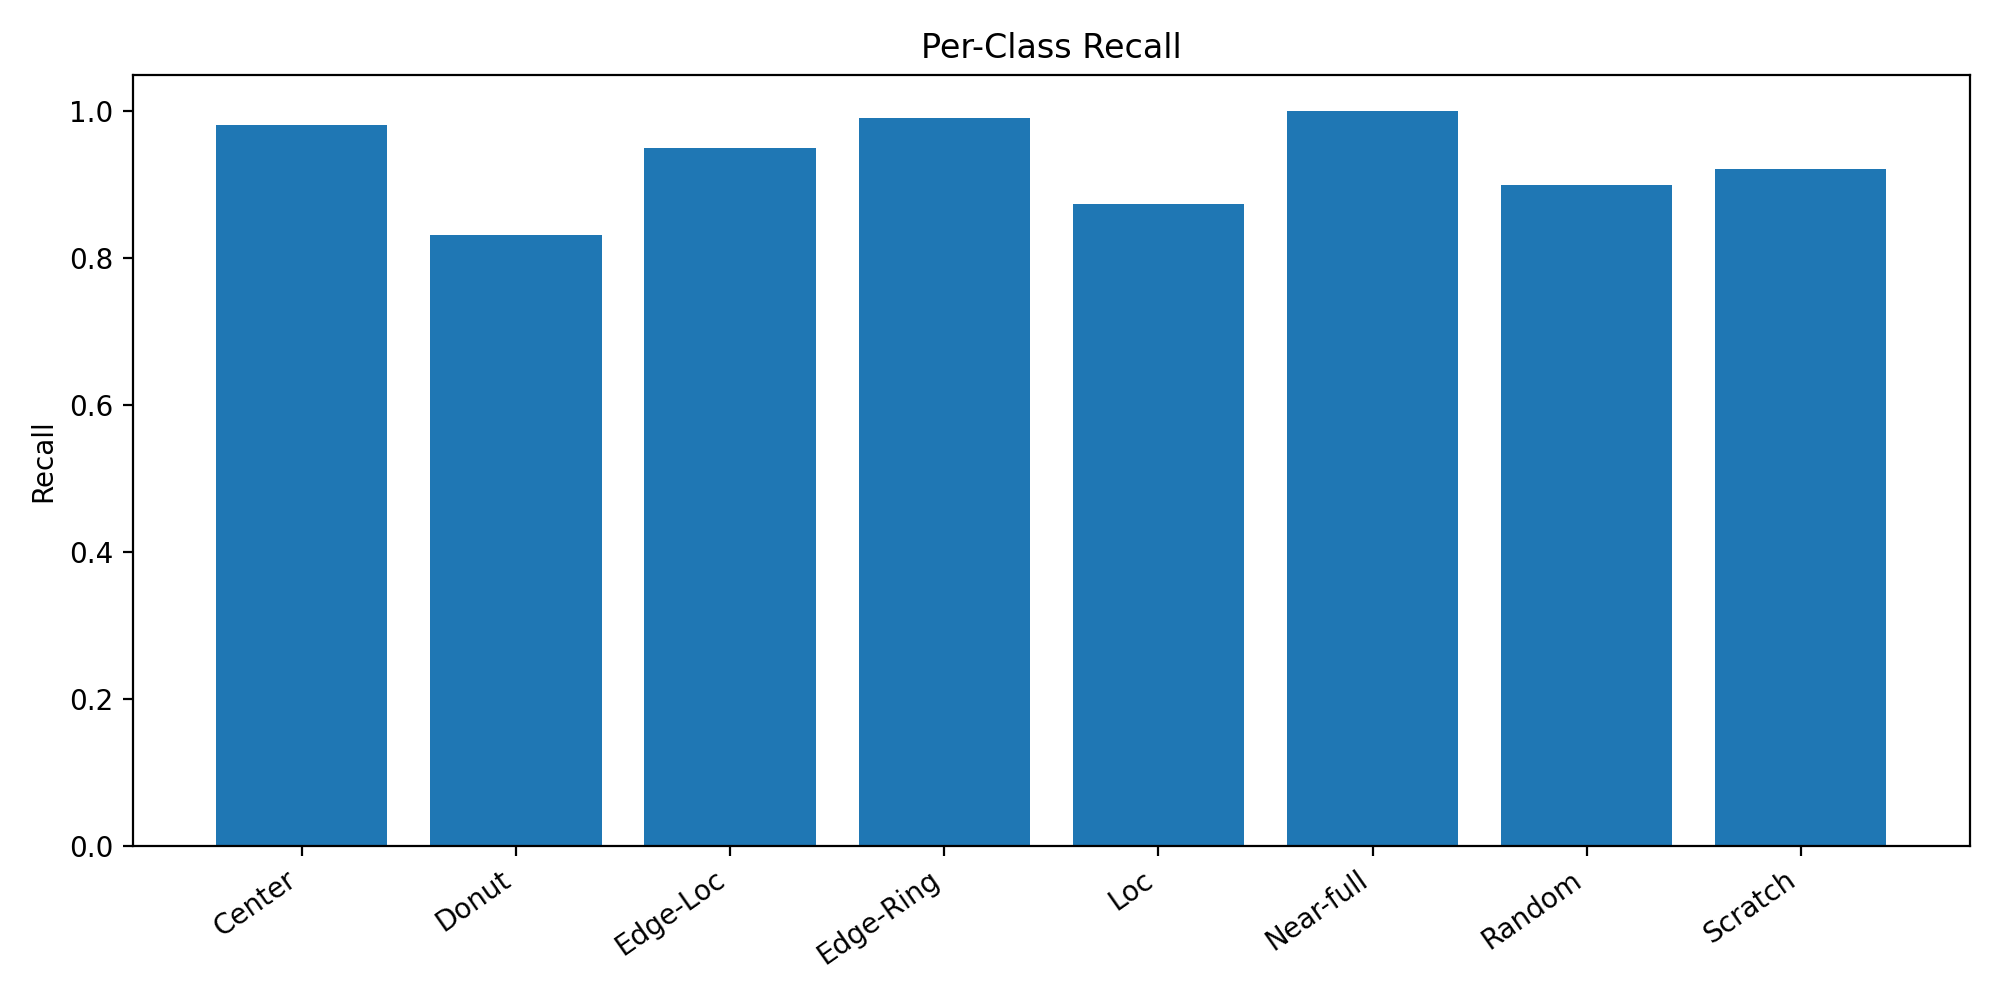 Per-Class Recall
1.0
0.8
0.6
0.4
0.2
0.0
Recall
Center
Donut
Edge-Loc
Edge-Ring
Loc
Near-full
Random
Scratch